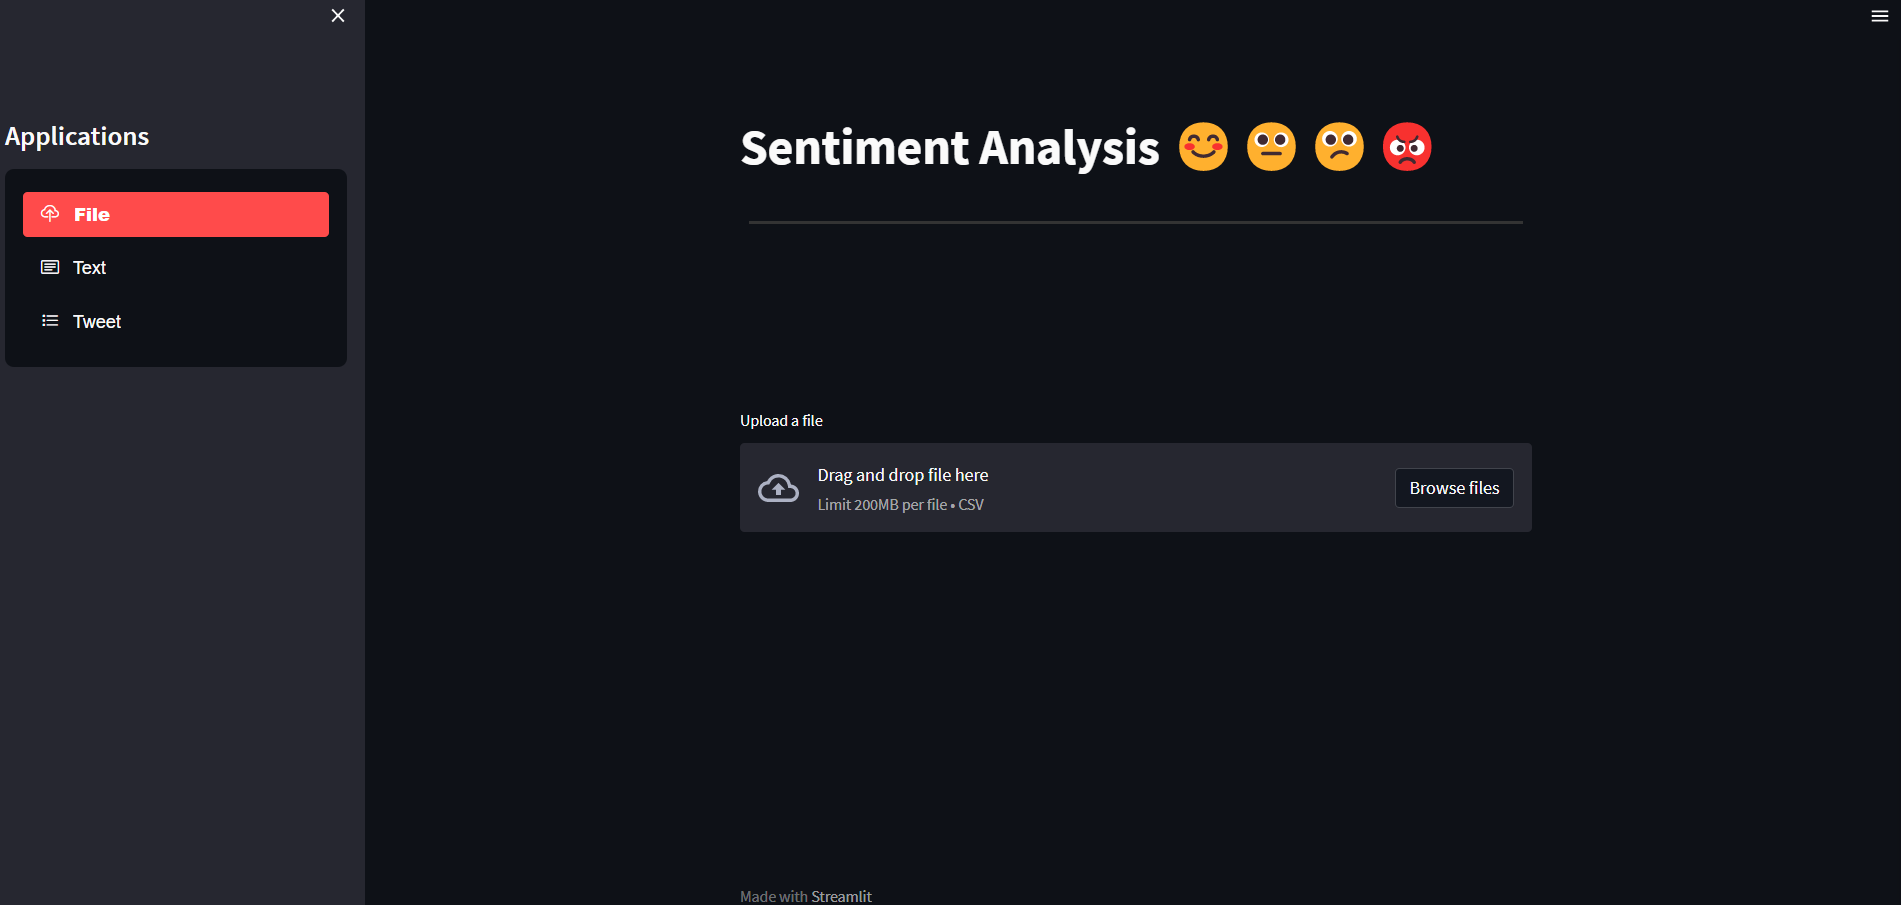 Applications
File
Text
Tweet
Sentiment Analysis
Upload a file
Drag and drop file here
Limit 200MB per file • CSV
Browse files
Made with Streamlit